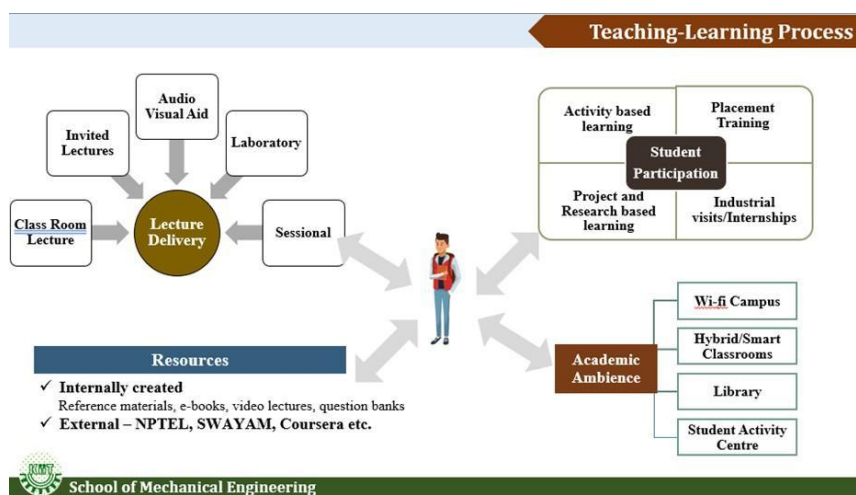 Teaching-Learning Process
Audio
Visual Aid
Invited
Lectures
Laboratory
Class Room
Lecture
Lecture
Delivery
Sessional
Activity based
learning
Placement
Training
Student
Participation
Project and
Research based
learning
Industrial
visits/Internships
Resources
✓ Internally created
Reference materials, e-books, video lectures, question banks
✓ External – NPTEL, SWAYAM, Coursera etc.
Academic
Ambience
Wi-fi Campus
Hybrid/Smart
Classrooms
Library
Student Activity
Centre
KIIT
School of Mechanical Engineering